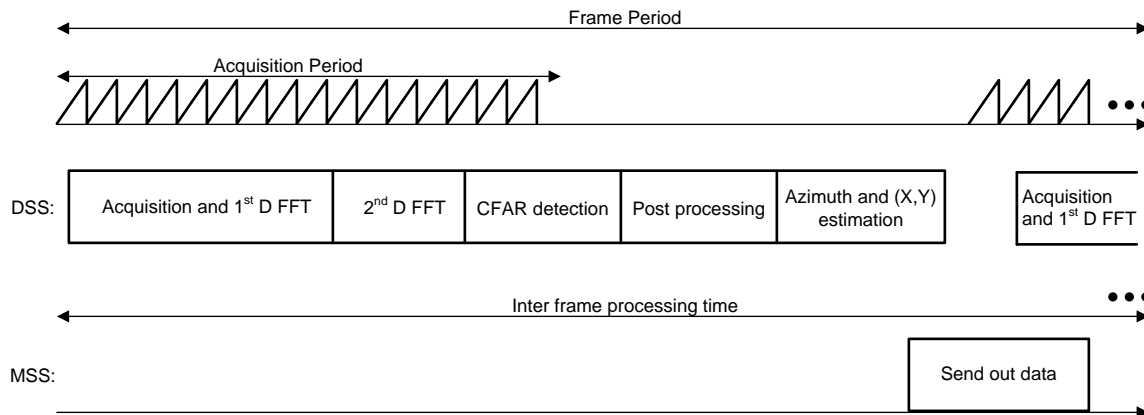 Frame Period
Acquisition Period
DSS:
Acquisition and 1st D FFT
2nd D FFT
CFAR detection
Post processing
Azimuth and (X,Y)
estimation
Acquisition
and 1st D FFT
Inter frame processing time
MSS:
Send out data